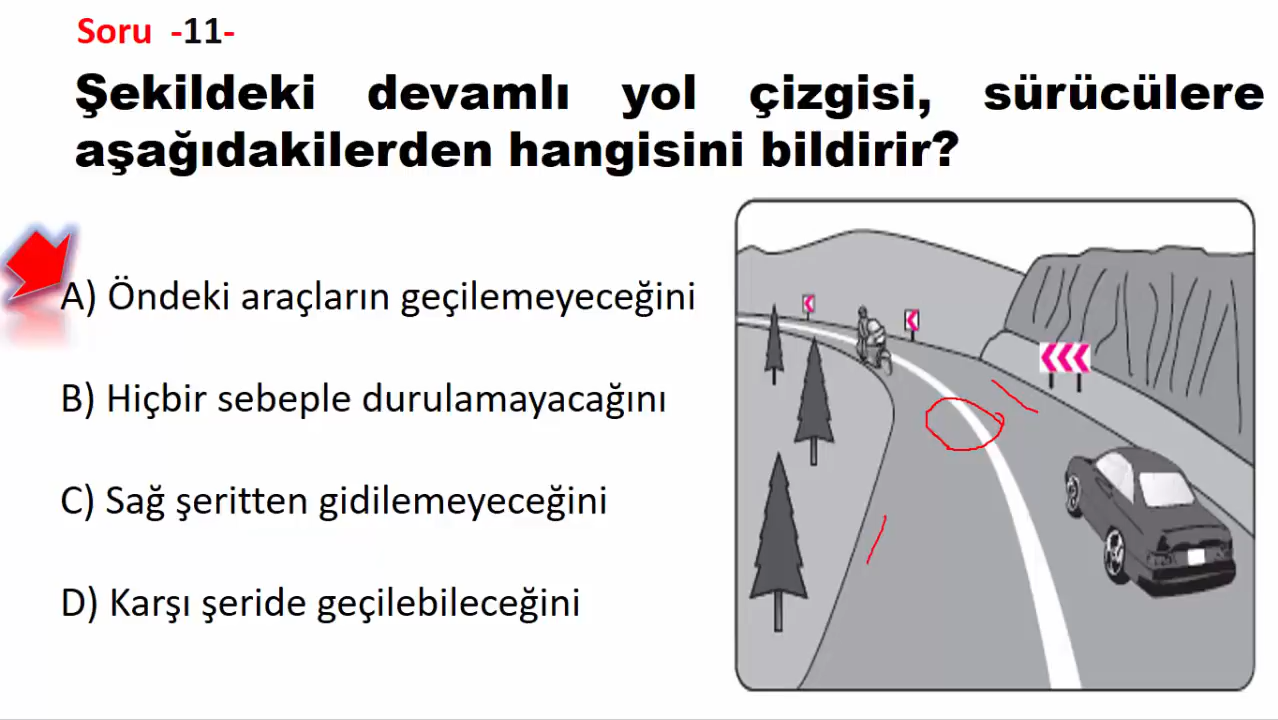 Soru -11-
Şekildeki devamlı yol çizgisi, sürücülere
aşağıdakilerden hangisini bildirir?
A) Öndeki araçların geçilemeyeceğini
B) Hiçbir sebeple durulamayacağını
C) Sağ şeritten gidilemeyeceğini
D) Karşı şeride geçilebileceğini